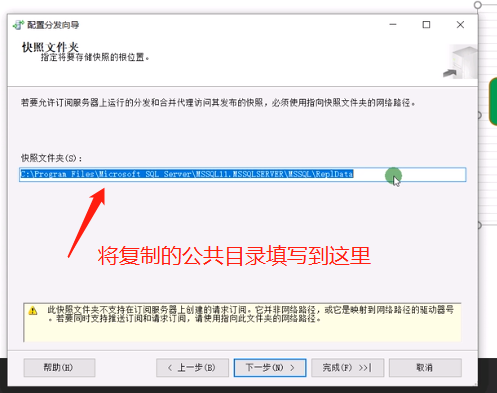 配置分发向导
快照文件夹
指定将要存储快照的根位置。
若要允许订阅服务器上运行的分发和合并代理访问其发布的快照，必须使用指向快照文件夹的网络路径。
快照文件夹(S)：
C:\Program Files\Microsoft SQL Server\MSSQL11.MSSQLSERVER\MSSQL\ReplData
将复制的公共目录填写到这里
此快照文件夹不支持在订阅服务器上创建的请求订阅。它并非网络路径，或它是映射到网络路径的驱动器号
。若要同时支持推送订阅和请求订阅，请使用指向此文件夹的网络路径。
帮助(H)
< 上一步(B)
下一步(N) >
完成(F) >>|
取消